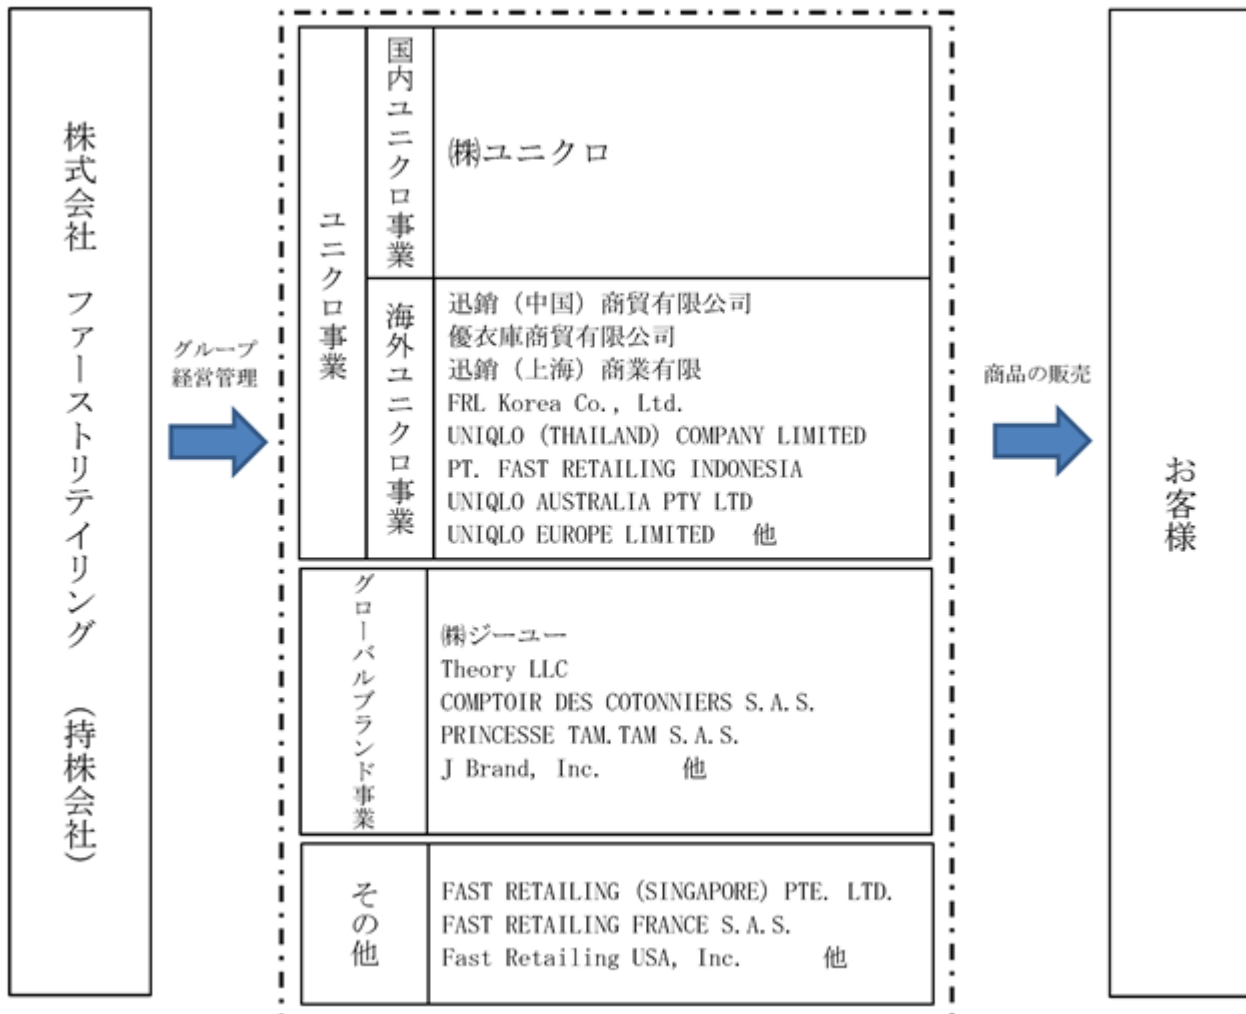 株式会社 ファーストリテイリング (持株会社)
グループ
経営管理
ユニクロ事業
国内ユニクロ事業
㈱ユニクロ
海外ユニクロ事業
迅銷（中国）商貿有限公司
優衣庫商貿有限公司
迅銷（上海）商業有限
FRL Korea Co., Ltd.
UNIQLO (THAILAND) COMPANY LIMITED
PT. FAST RETAILING INDONESIA
UNIQLO AUSTRALIA PTY LTD
UNIQLO EUROPE LIMITED 他
グローバルブランド事業
㈱ジーユー
Theory LLC
COMPTOIR DES COTONNIERS S.A.S.
PRINCESSE TAM.TAM S.A.S.
J Brand, Inc. 他
その他
FAST RETAILING (SINGAPORE) PTE. LTD.
FAST RETAILING FRANCE S.A.S.
Fast Retailing USA, Inc. 他
商品の販売
お客様